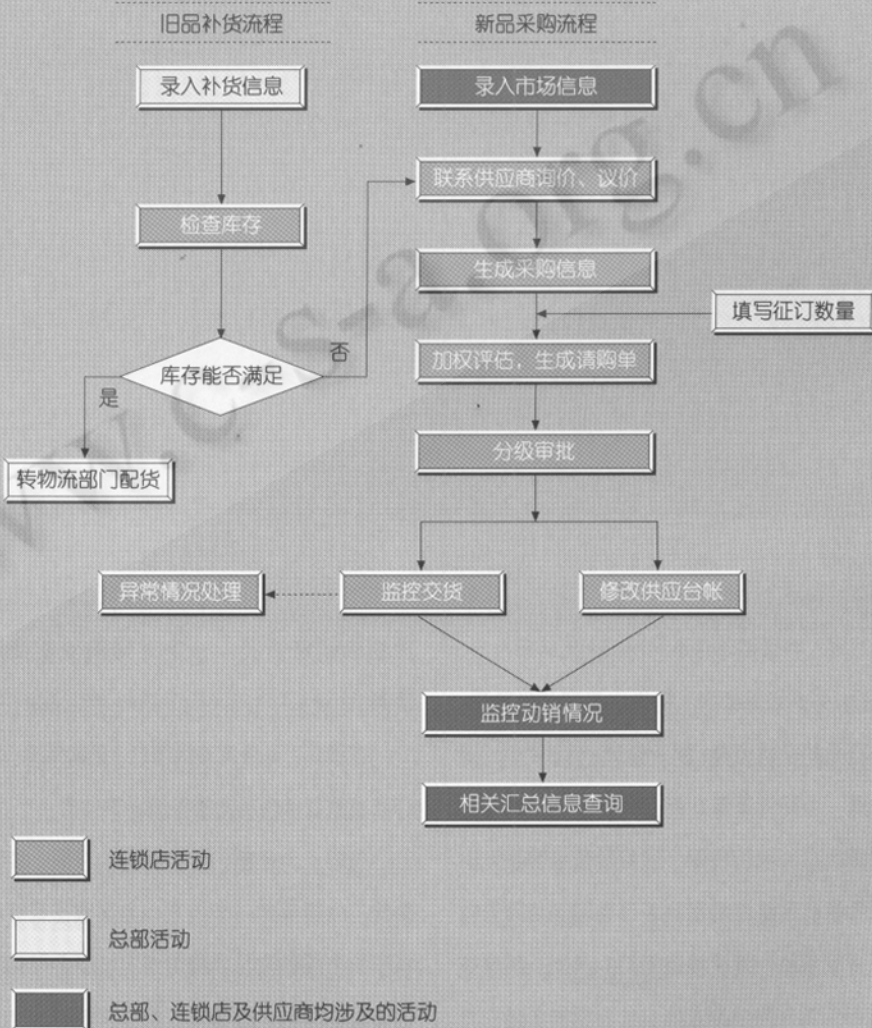 旧品补货流程
新品采购流程
录入补货信息
录入市场信息
联系供应商询价、议价
检查库存
生成采购信息
填写征订数量
库存能否满足
否
是
加权评估，生成请购单
分级审批
转物流部门配货
异常情况处理
监控交货
修改供应台帐
监控动销情况
相关汇总信息查询
连锁店活动
总部活动
总部、连锁店及供应商均涉及的活动
www.c-s-a.org.cn